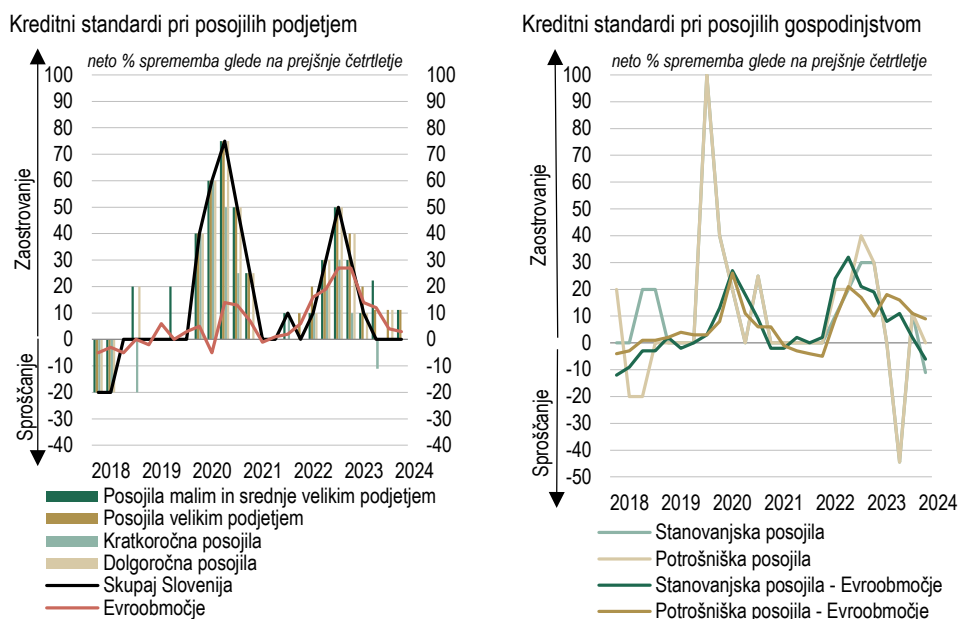 Kreditni standardi pri posojilih podjetjem
neto % sprememba glede na prejšnje četrtletje
Zaostrovanje
Sproščanje
100 100
90 90
80 80
70 70
60 60
50 50
40 40
30 30
20 20
10 10
0 0
-10 -10
-20 -20
-30 -30
-40 -40
2018 2019 2020 2021 2022 2023 2024
Posojila malim in srednje velikim podjetjem
Posojila velikim podjetjem
Kratkoročna posojila
Dolgoročna posojila
Skupaj Slovenija
Evroobmočje
Kreditni standardi pri posojilih gospodinjstvom
neto % sprememba glede na prejšnje četrtletje
Zaostrovanje
Sproščanje
100
90
80
70
60
50
40
30
20
10
0
-10
-20
-30
-40
-50
2018 2019 2020 2021 2022 2023 2024
Stanovanjska posojila
Potrošniška posojila
Stanovanjska posojila - Evroobmočje
Potrošniška posojila - Evroobmočje